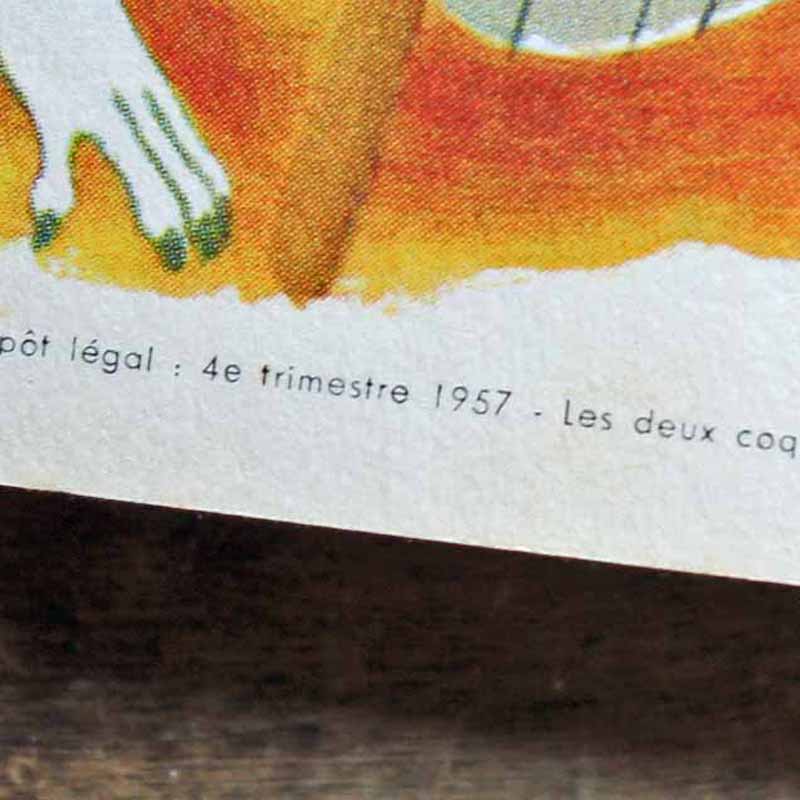 pôt légal : 4e trimestre 1957 - Les deux coq